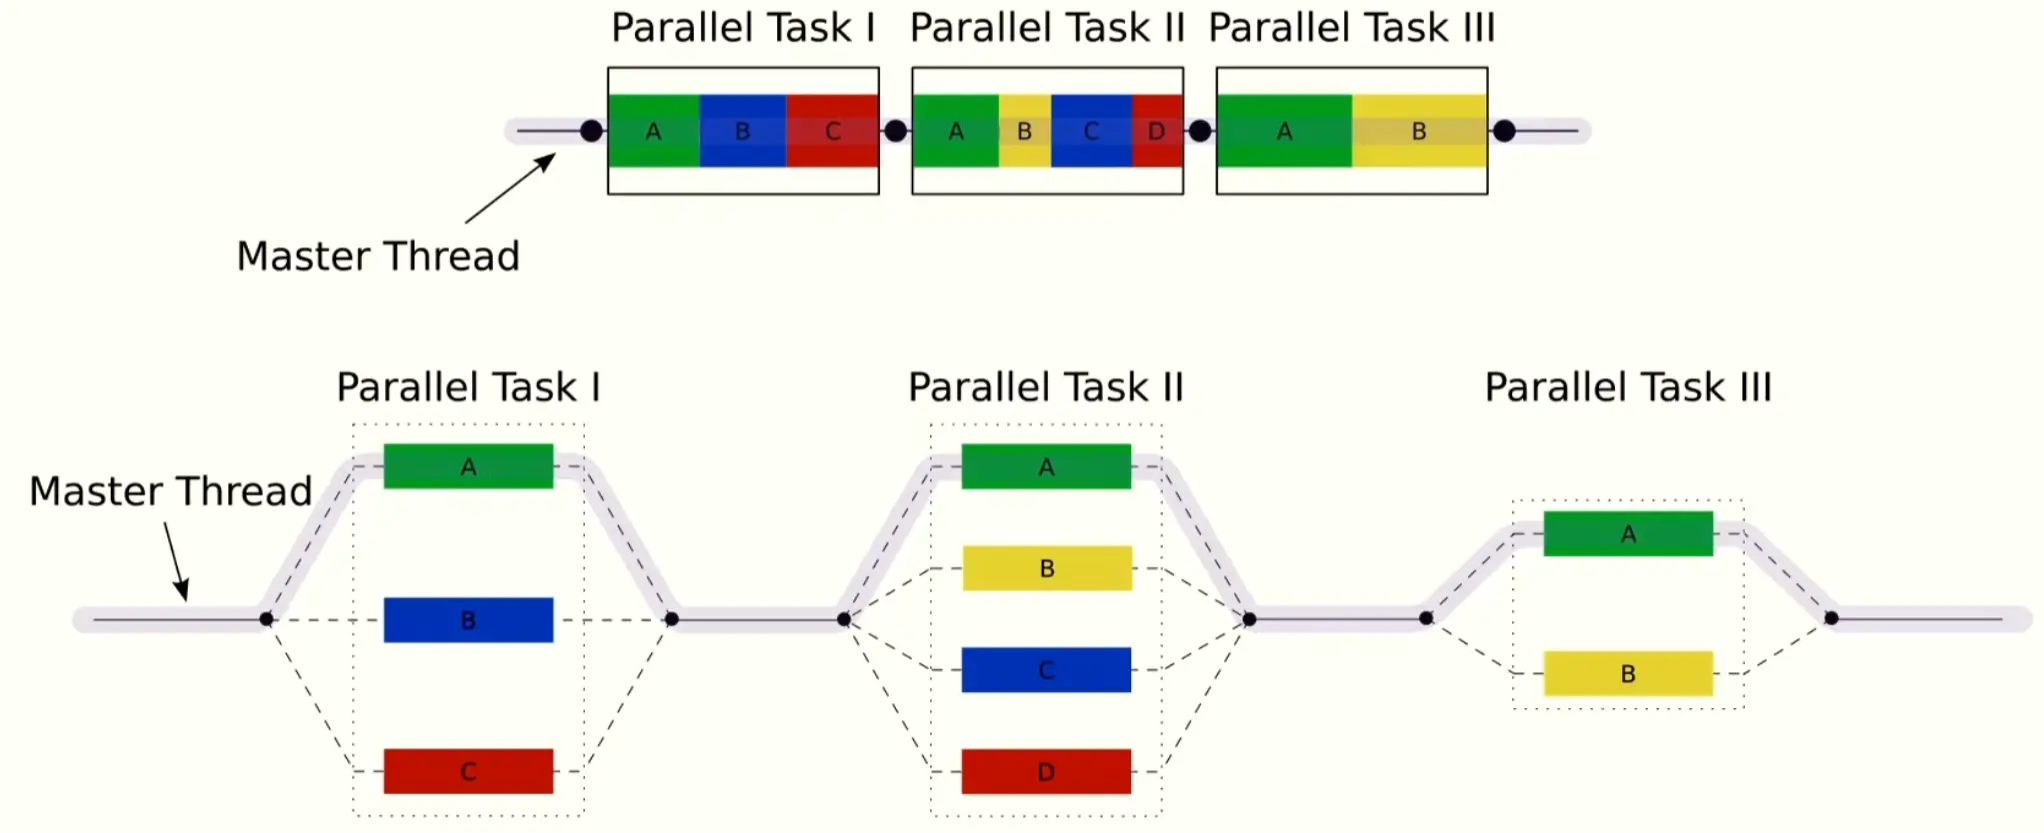 Parallel Task I Parallel Task II Parallel Task III
A B C A B C D A B
Master Thread
Parallel Task I Parallel Task II Parallel Task III
A A
Master Thread
A
B
B
C
B
C D